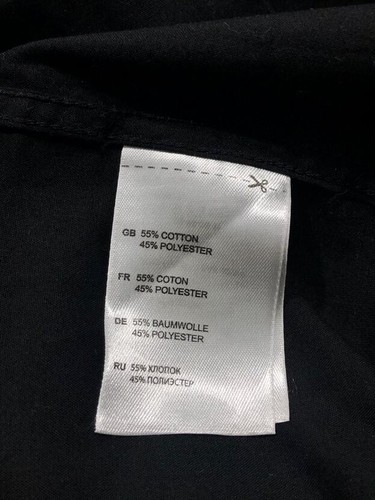 GB 55% COTTON
45% POLYESTER
FR 55% COTON
45% POLYESTER
DE 55% BAUMWOLLE
45% POLYESTER
RU 55% ХЛОПОК
45% ПОЛИЭСТЕР